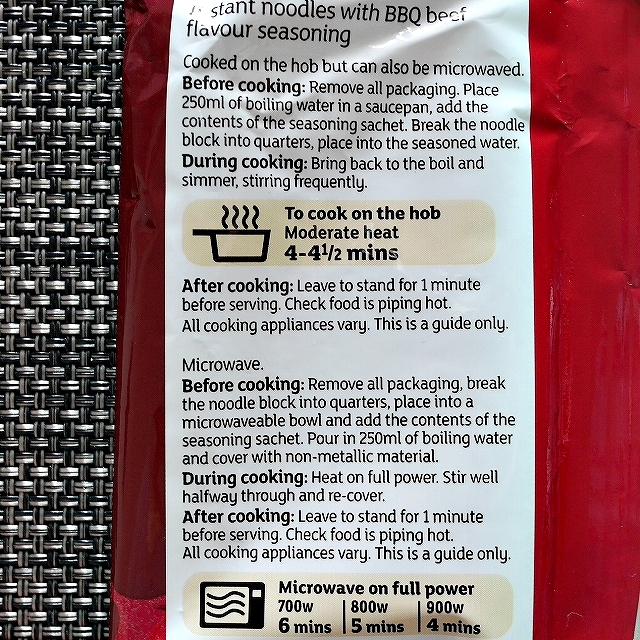 stant noodles with BBQ beef
flavour seasoning
Cooked on the hob but can also be microwaved.
Before cooking: Remove all packaging. Place
250ml of boiling water in a saucepan, add the
contents of the seasoning sachet. Break the noodle
block into quarters, place into the seasoned water.
During cooking: Bring back to the boil and
simmer, stirring frequently.
To cook on the hob
Moderate heat
4-4½ mins
After cooking: Leave to stand for 1 minute
before serving. Check food is piping hot.
All cooking appliances vary. This is a guide only.
Microwave.
Before cooking: Remove all packaging, break
the noodle block into quarters, place into a
microwaveable bowl and add the contents of the
seasoning sachet. Pour in 250ml of boiling water
and cover with non-metallic material.
During cooking: Heat on full power. Stir well
halfway through and re-cover.
After cooking: Leave to stand for 1 minute
before serving. Check food is piping hot.
All cooking appliances vary. This is a guide only.
Microwave on full power
700w 800w 900w
6 mins 5 mins 4 mins